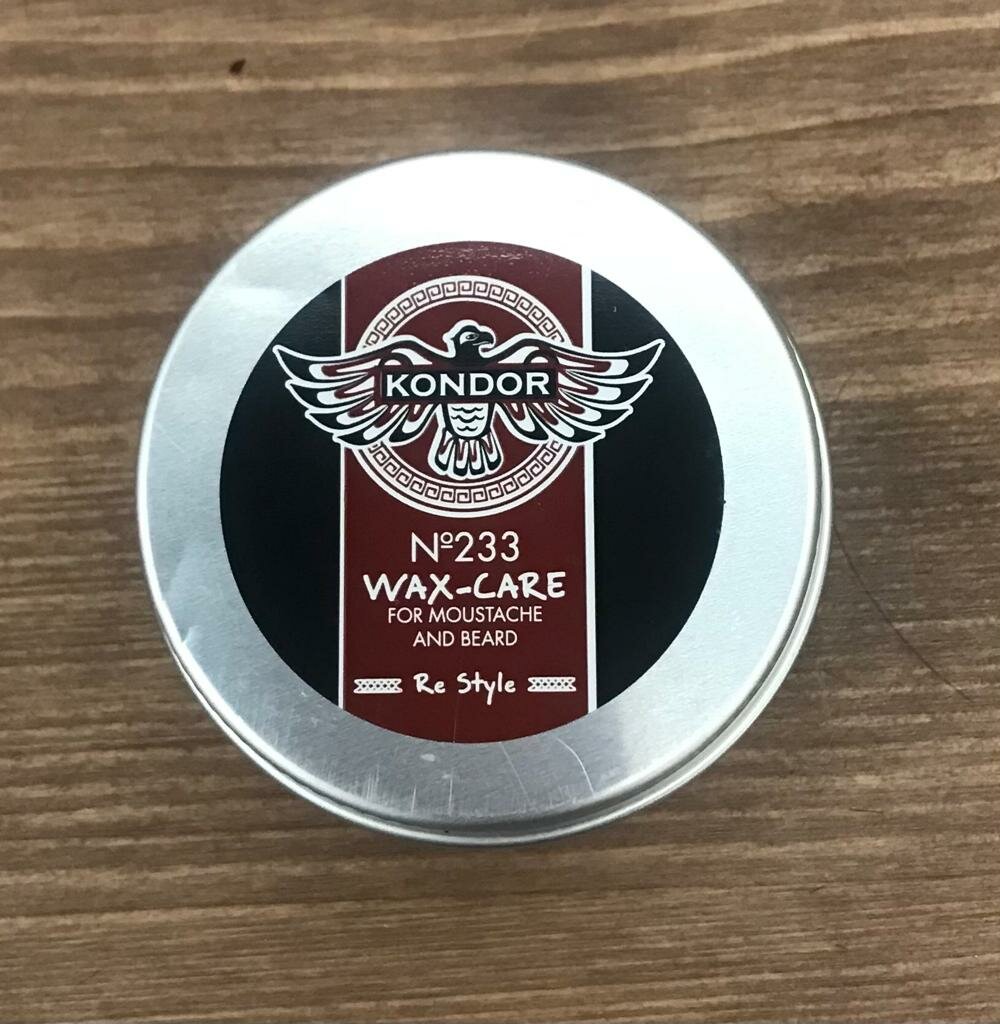 KONDOR
Nº233
WAX-CARE
FOR MOUSTACHE
AND BEARD
Re Style